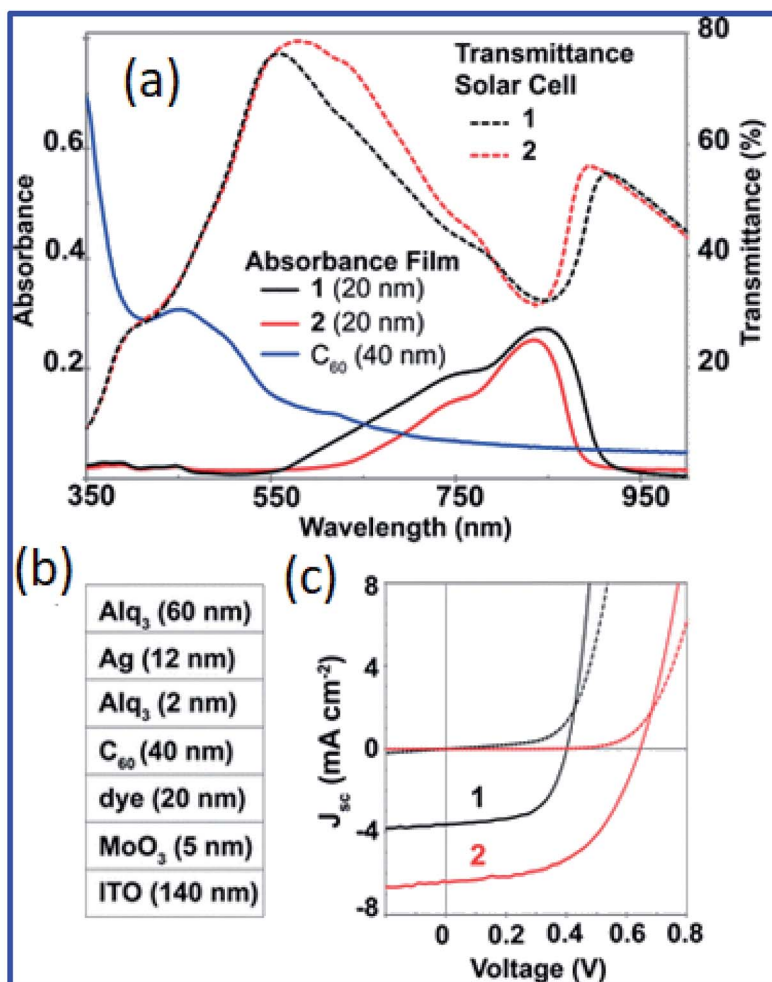 (a)
Transmittance
Solar Cell
1
2
Absorbance Film
1 (20 nm)
2 (20 nm)
C₆₀ (40 nm)
Absorbance
0.6
0.4
0.2
80
60
40
20
Transmittance (%)
350 550 750 950
Wavelength (nm)
(b)
Alq₃ (60 nm)
Ag (12 nm)
Alq₃ (2 nm)
C₆₀ (40 nm)
dye (20 nm)
MoO₃ (5 nm)
ITO (140 nm)
(c)
8
4
0
-4
-8
J_sc (mA cm⁻²)
1
2
0 0.2 0.4 0.6 0.8
Voltage (V)